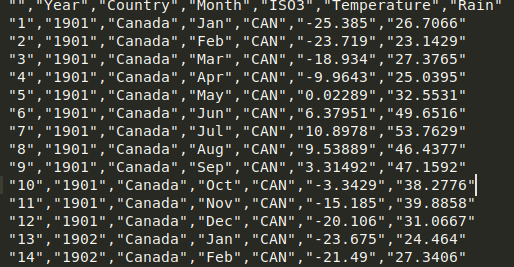 "","Year","Country","Month","ISO3","Temperature","Rain"
"1","1901","Canada","Jan","CAN","-25.385","26.7066"
"2","1901","Canada","Feb","CAN","-23.719","23.1429"
"3","1901","Canada","Mar","CAN","-18.934","27.3765"
"4","1901","Canada","Apr","CAN","-9.9643","25.0395"
"5","1901","Canada","May","CAN","0.02289","32.5531"
"6","1901","Canada","Jun","CAN","6.37951","49.6516"
"7","1901","Canada","Jul","CAN","10.8978","53.7629"
"8","1901","Canada","Aug","CAN","9.53889","46.4377"
"9","1901","Canada","Sep","CAN","3.31492","47.1592"
"10","1901","Canada","Oct","CAN","-3.3429","38.2776"
"11","1901","Canada","Nov","CAN","-15.185","39.8858"
"12","1901","Canada","Dec","CAN","-20.106","31.0667"
"13","1902","Canada","Jan","CAN","-23.675","24.464"
"14","1902","Canada","Feb","CAN","-21.49","27.3406"